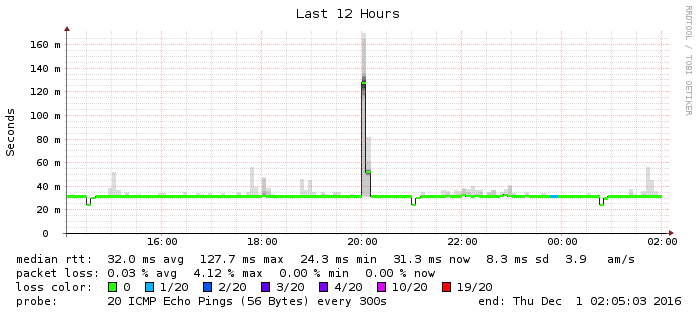 Last 12 Hours
RRDTOOL / TOBI OETIKER
Seconds
160 m
140 m
120 m
100 m
80 m
60 m
40 m
20 m
0
16:00 18:00 20:00 22:00 00:00 02:00
median rtt: 32.0 ms avg 127.7 ms max 24.3 ms min 31.3 ms now 8.3 ms sd 3.9 am/s
packet loss: 0.03 % avg 4.12 % max 0.00 % min 0.00 % now
loss color: 0 1/20 2/20 3/20 4/20 10/20 19/20
probe: 20 ICMP Echo Pings (56 Bytes) every 300s end: Thu Dec 1 02:05:03 2016